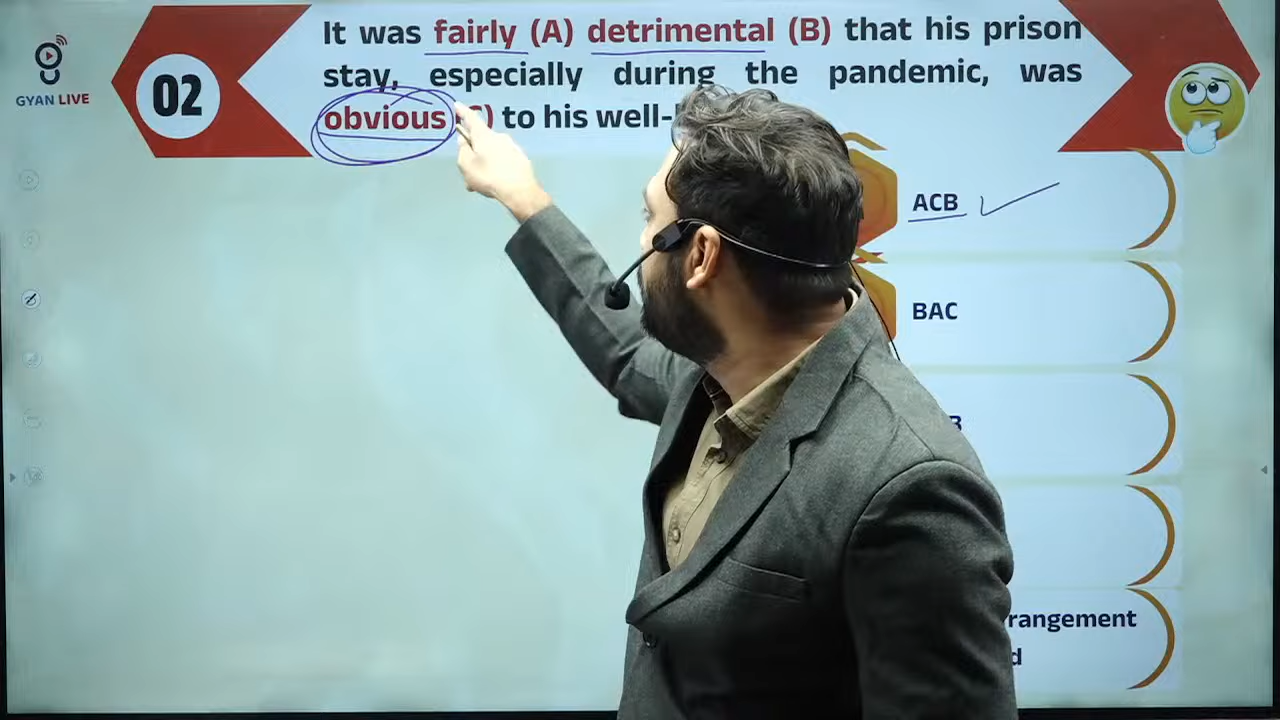 It was fairly (A) detrimental (B) that his prison
stay, especially during the pandemic, was
obvious to his well-
02
GYAN LIVE
ACB
BAC
rangement